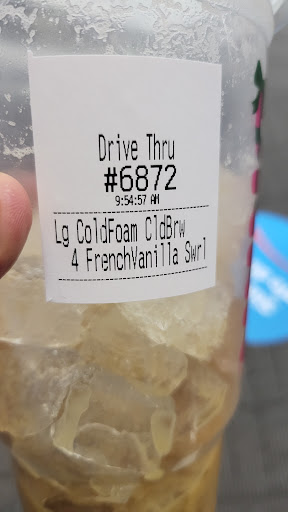 Drive Thru
#6872
9:54:57 AM
Lg ColdFoam CldBrw
4 FrenchVanilla Swrl